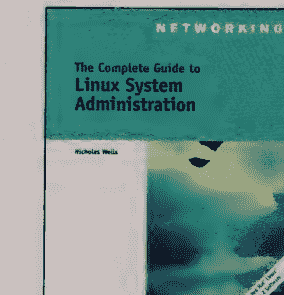 NETWORKING
The Complete Guide to
Linux System
Administration
Nicholas Wells